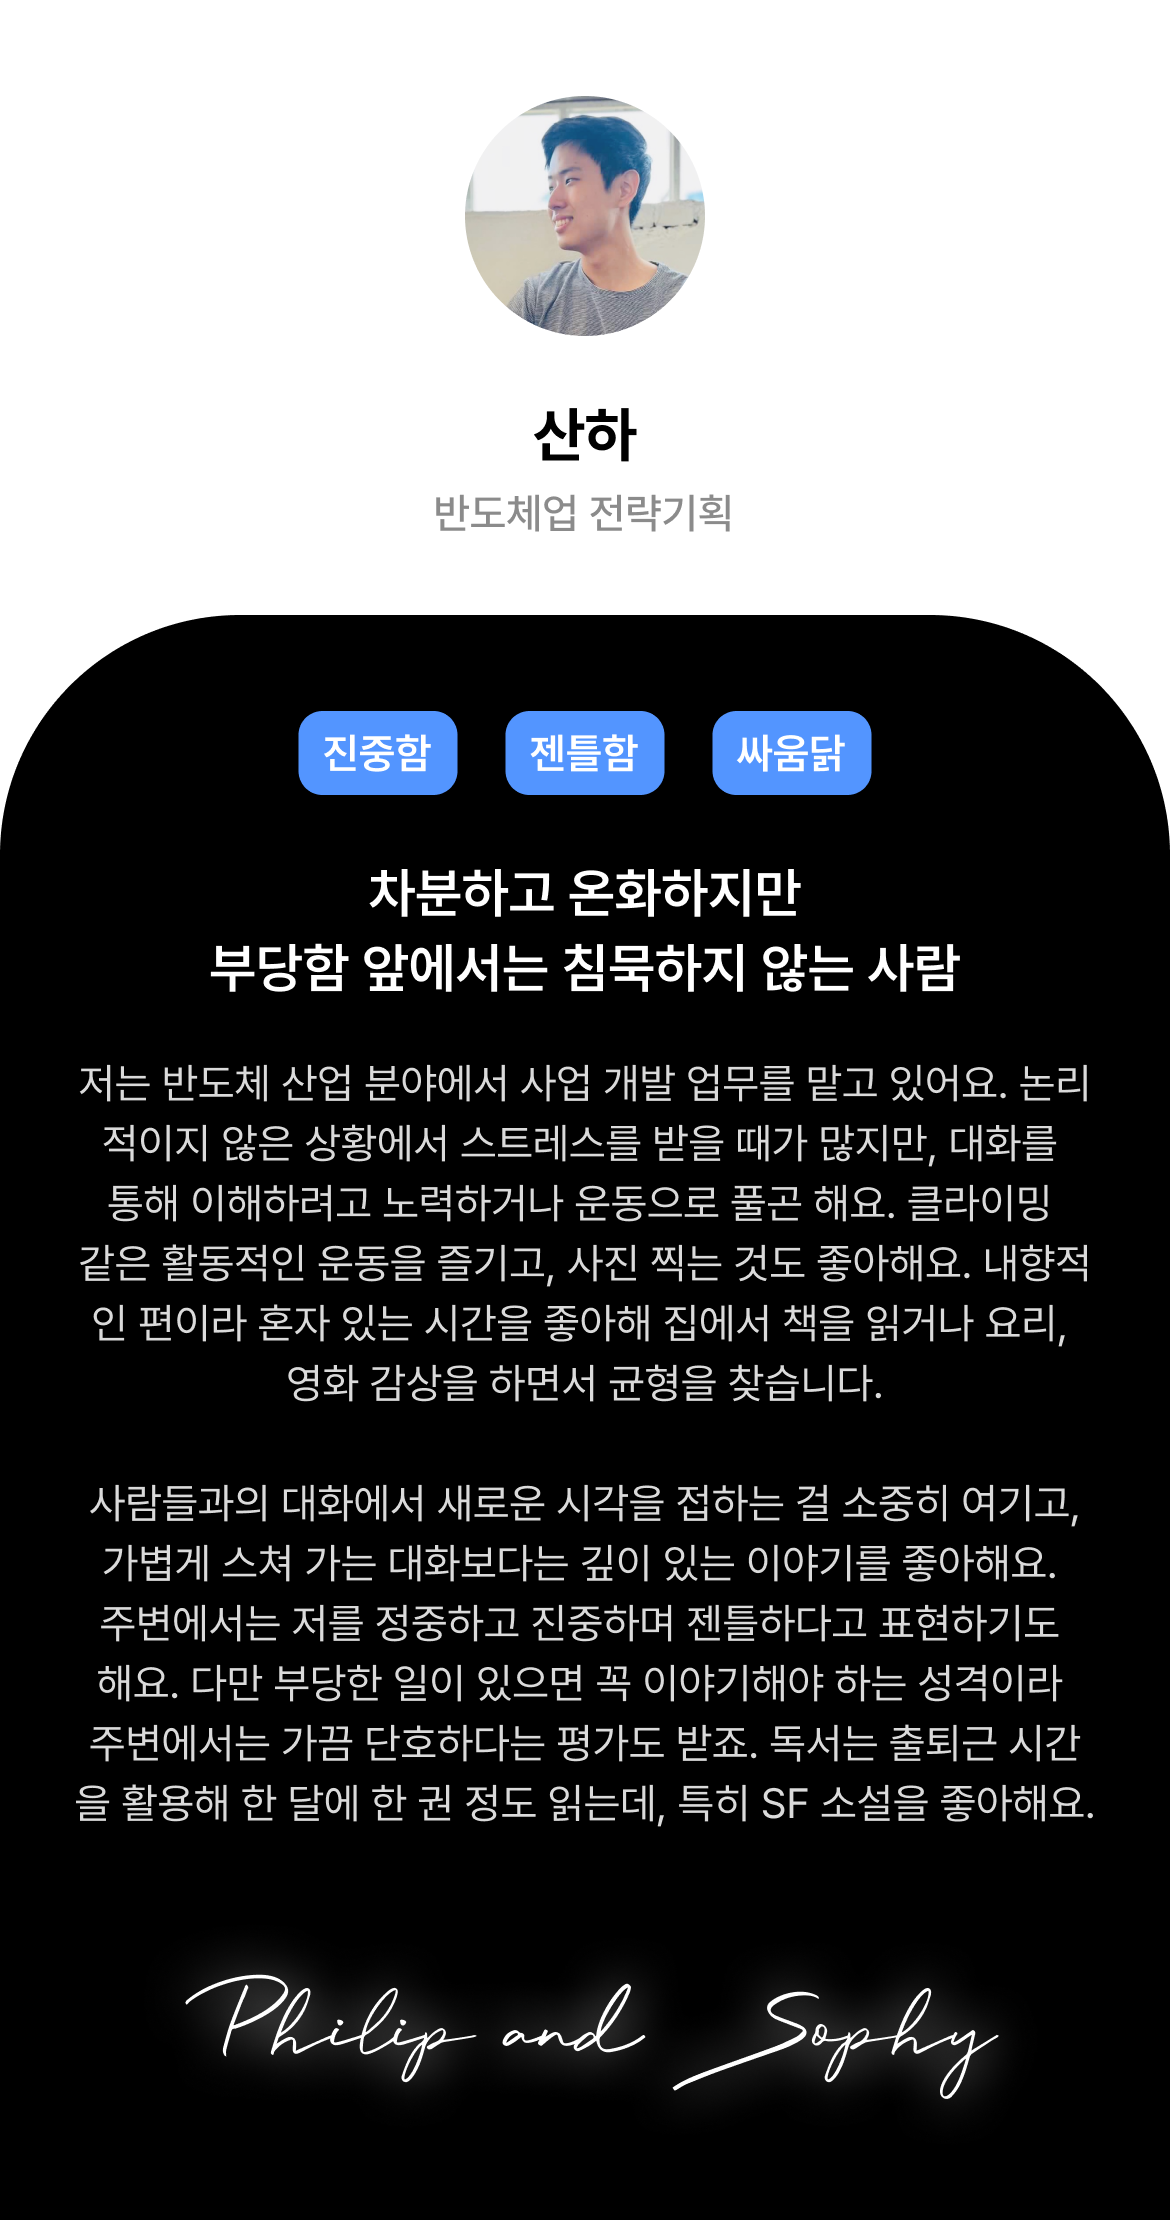 산하
반도체업 전략기획
진중함 젠틀함 싸움닭
차분하고 온화하지만
부당함 앞에서는 침묵하지 않는 사람
저는 반도체 산업 분야에서 사업 개발 업무를 맡고 있어요. 논리
적이지 않은 상황에서 스트레스를 받을 때가 많지만, 대화를
통해 이해하려고 노력하거나 운동으로 풀곤 해요. 클라이밍
같은 활동적인 운동을 즐기고, 사진 찍는 것도 좋아해요. 내향적
인 편이라 혼자 있는 시간을 좋아해 집에서 책을 읽거나 요리,
영화 감상을 하면서 균형을 찾습니다.
사람들과의 대화에서 새로운 시각을 접하는 걸 소중히 여기고,
가볍게 스쳐 가는 대화보다는 깊이 있는 이야기를 좋아해요.
주변에서는 저를 정중하고 진중하며 젠틀하다고 표현하기도
해요. 다만 부당한 일이 있으면 꼭 이야기해야 하는 성격이라
주변에서는 가끔 단호하다는 평가도 받죠. 독서는 출퇴근 시간
을 활용해 한 달에 한 권 정도 읽는데, 특히 SF 소설을 좋아해요.
Philip and Sophy